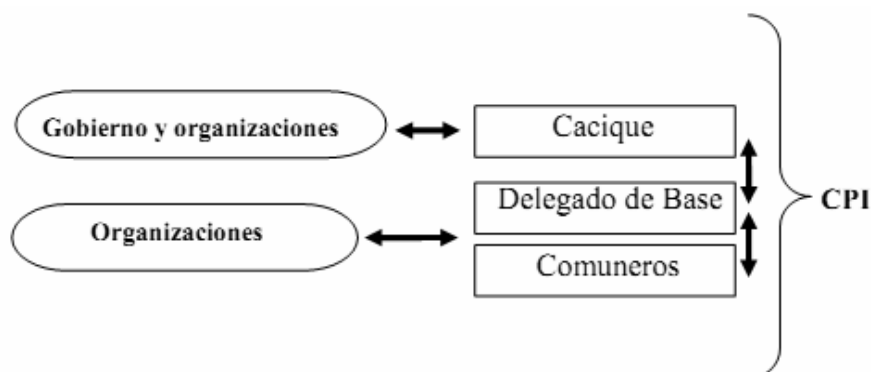 Gobierno y organizaciones
Cacique
Delegado de Base
CPI
Organizaciones
Comuneros